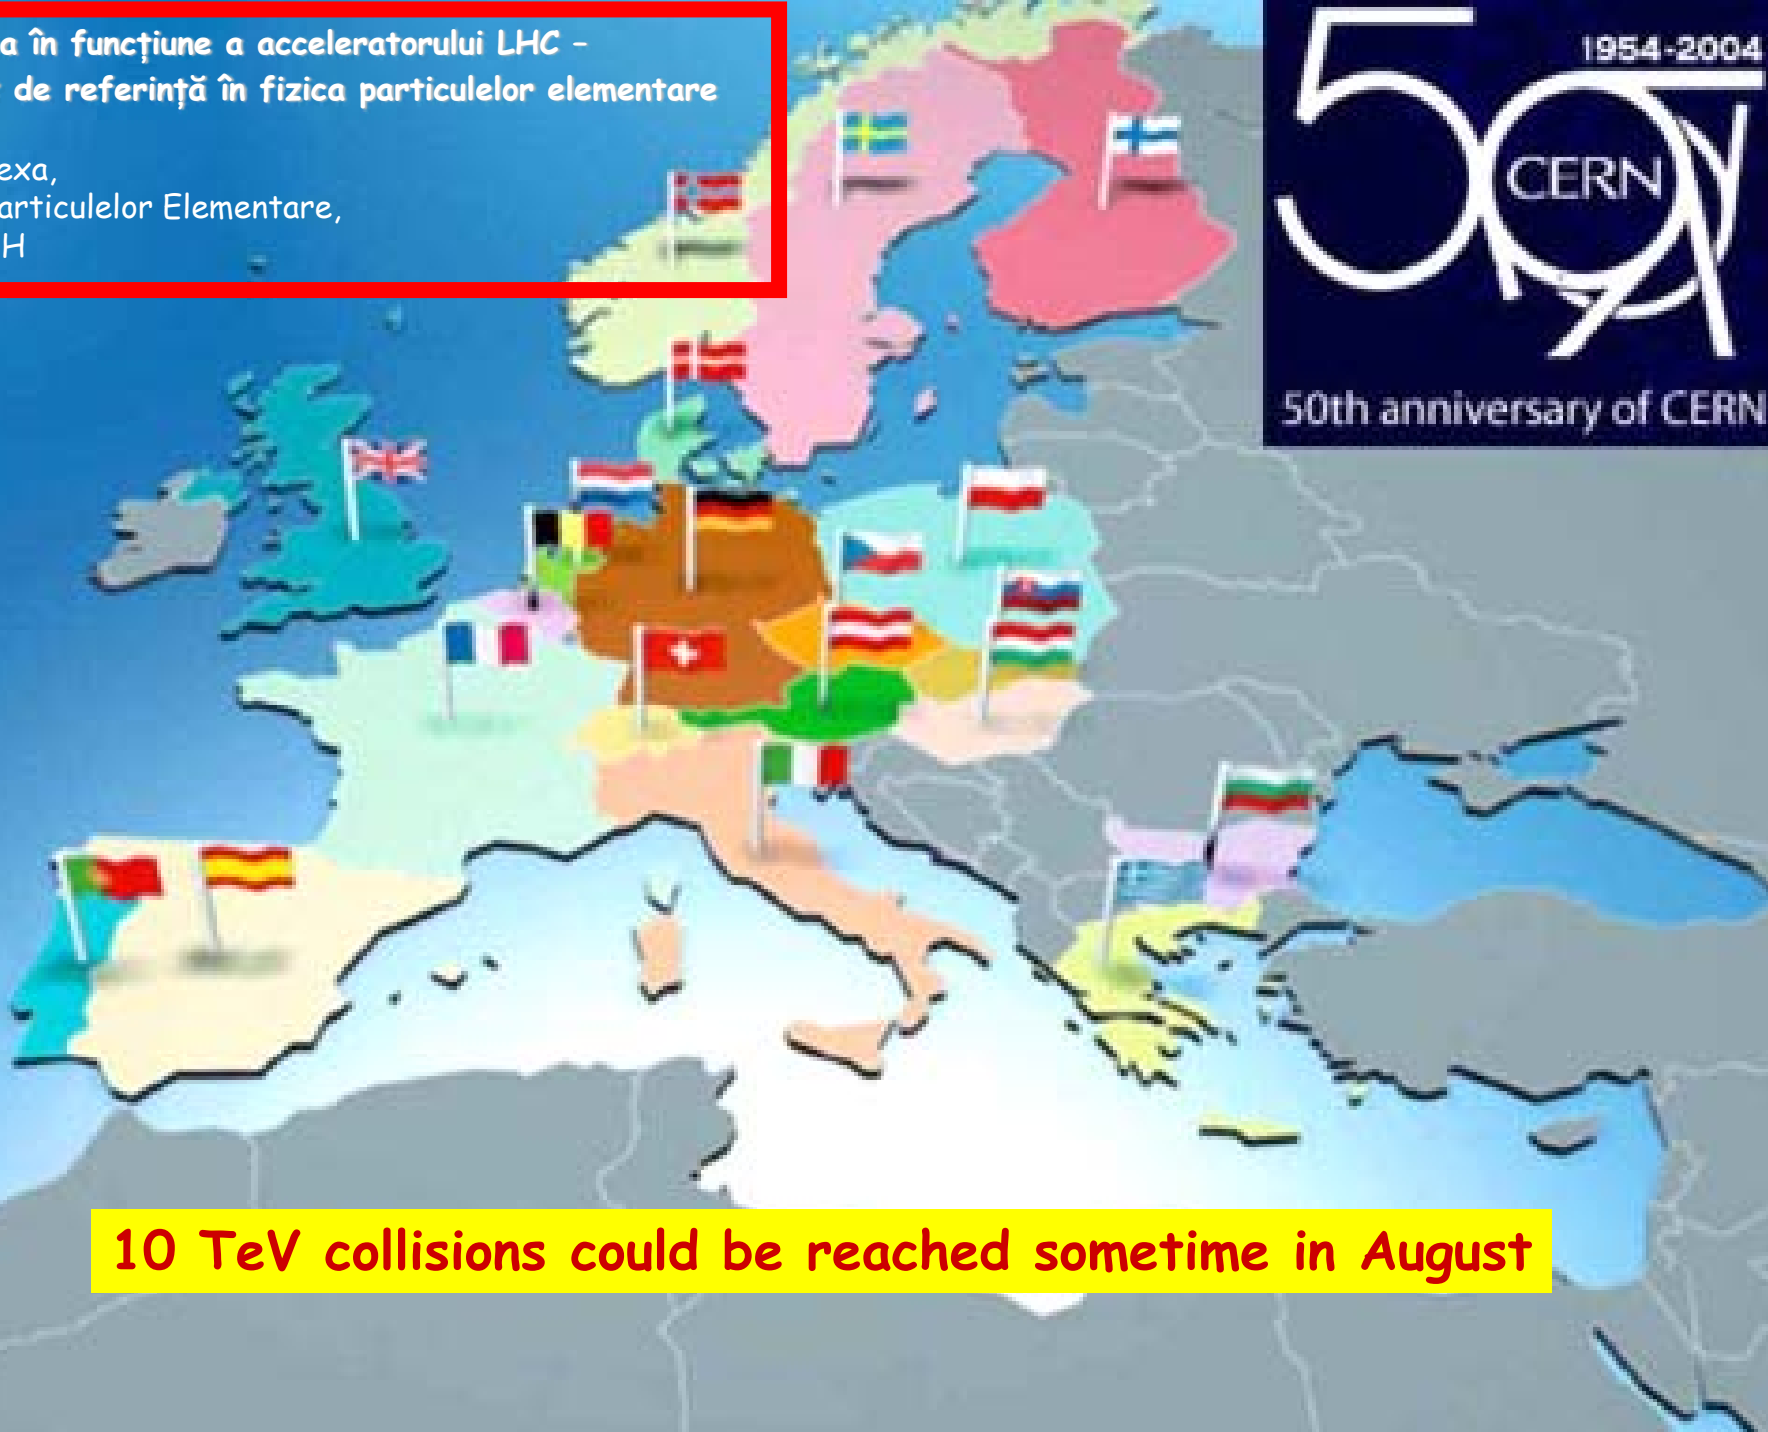 a în funcțiune a acceleratorului LHC –
de referință în fizica particulelor elementare
exa,
articulelor Elementare,
H
1954-2004
50
CERN
50th anniversary of CERN
10 TeV collisions could be reached sometime in August